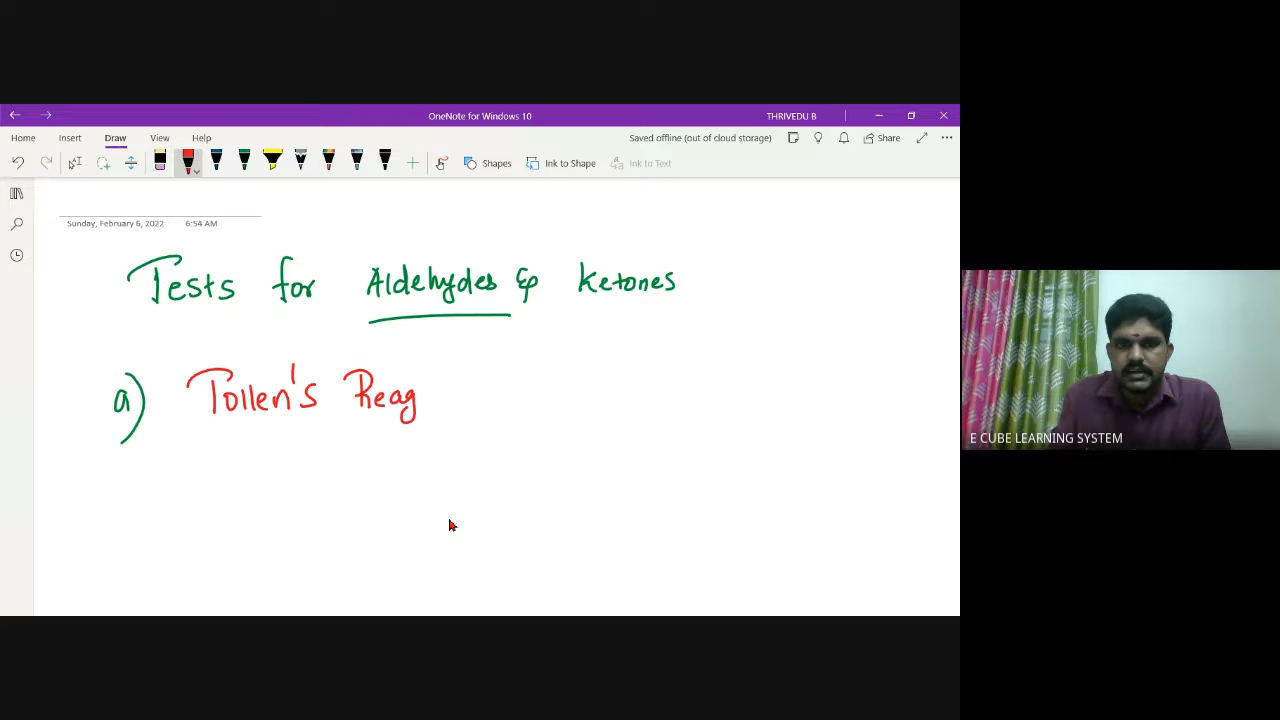 OneNote for Windows 10
THRIVEDU B
Home Insert Draw View Help
Saved offline (out of cloud storage)
Share
Shapes
Ink to Shape
Ink to Text
Sunday, February 6, 2022 6:54 AM
Tests for Aldehydes & Ketones
a) Tollen's Reag
E CUBE LEARNING SYSTEM